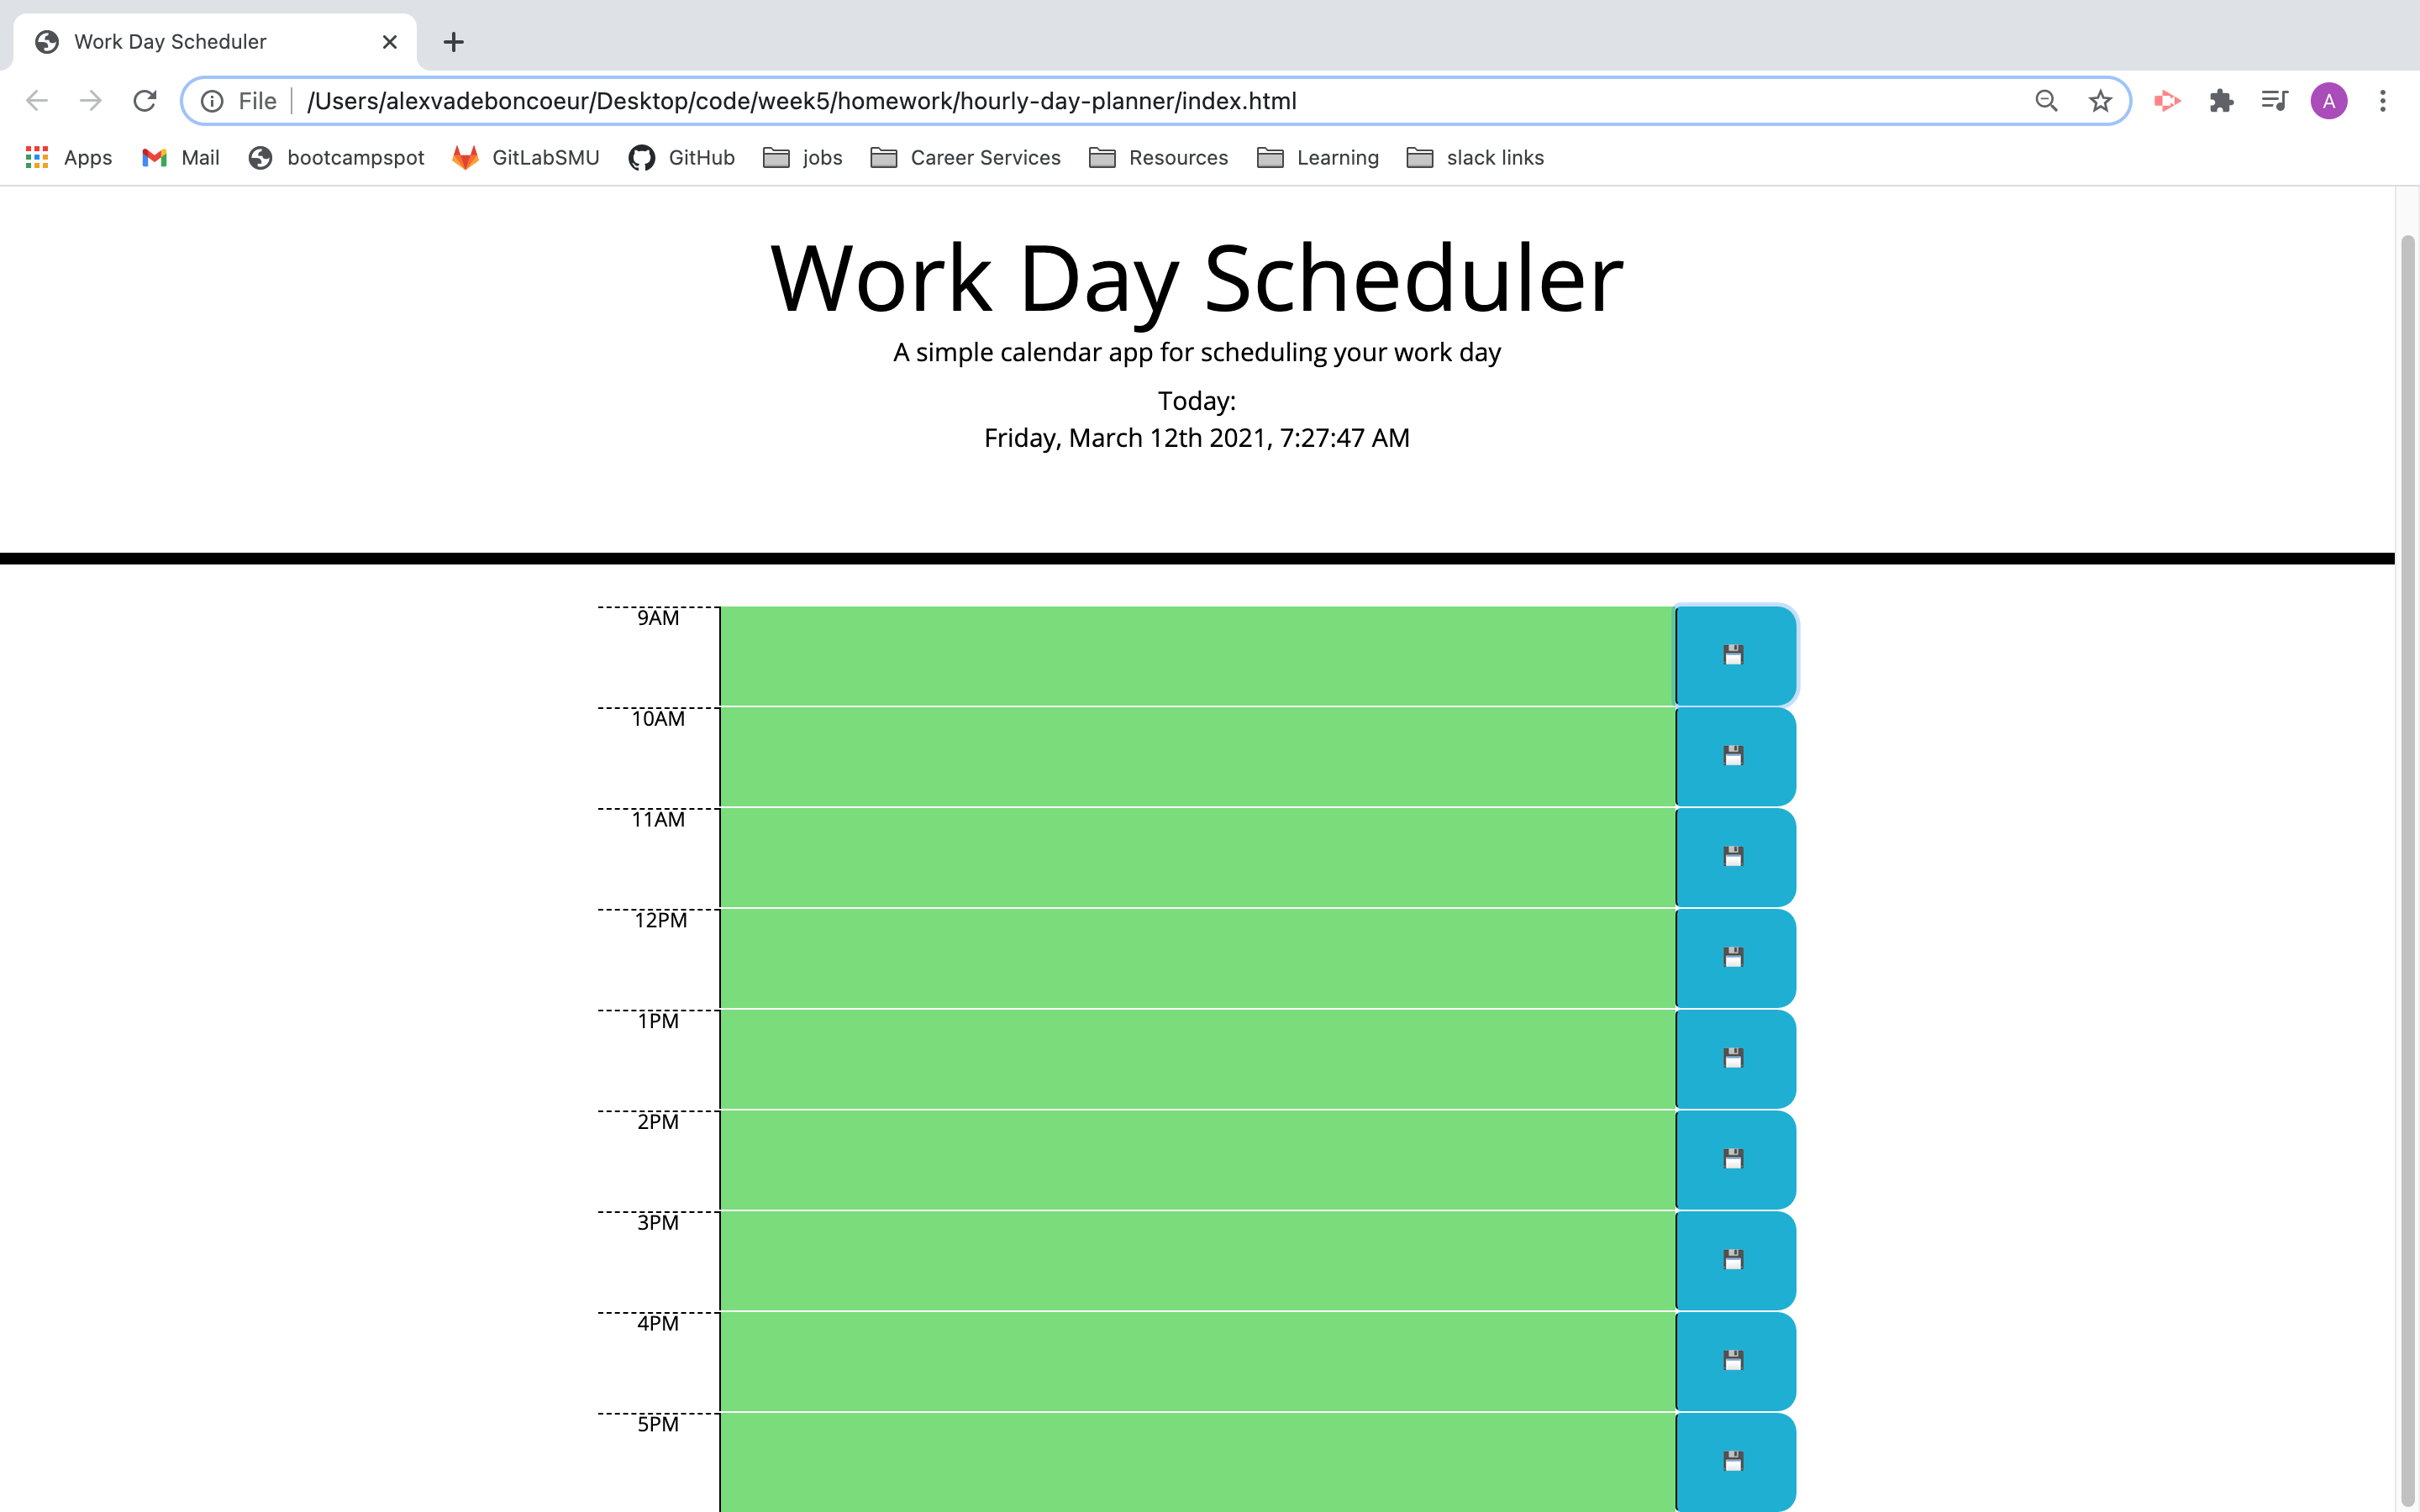 Work Day Scheduler
File /Users/alexvadeboncoeur/Desktop/code/week5/homework/hourly-day-planner/index.html A
Apps Mail bootcampspot GitLabSMU GitHub jobs Career Services Resources Learning slack links
Work Day Scheduler
A simple calendar app for scheduling your work day
Today:
Friday, March 12th 2021, 7:27:47 AM
9AM
10AM
11AM
12PM
1PM
2PM
3PM
4PM
5PM